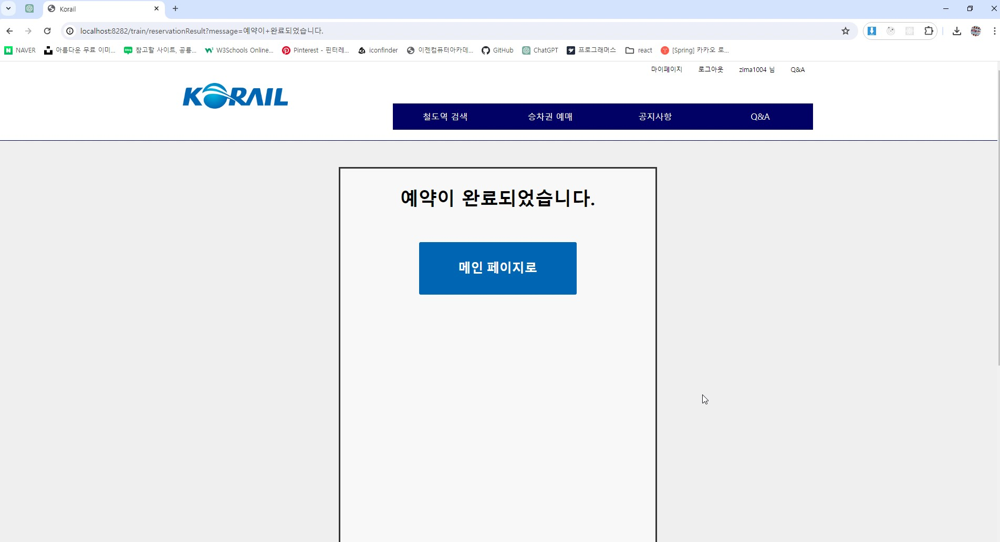 Korail
localhost:8282/train/reservationResult?message=예약이+완료되었습니다.
NAVER
아름다운 무료 이미...
참고할 사이트, 공룡...
W3Schools Online...
Pinterest - 핀터레...
iconfinder
이젠컴퓨터아카데...
GitHub
ChatGPT
프로그래머스
react
[Spring] 카카오 로...
마이페이지
로그아웃
zima1004 님
Q&A
KORAIL
철도역 검색
승차권 예매
공지사항
Q&A
예약이 완료되었습니다.
메인 페이지로